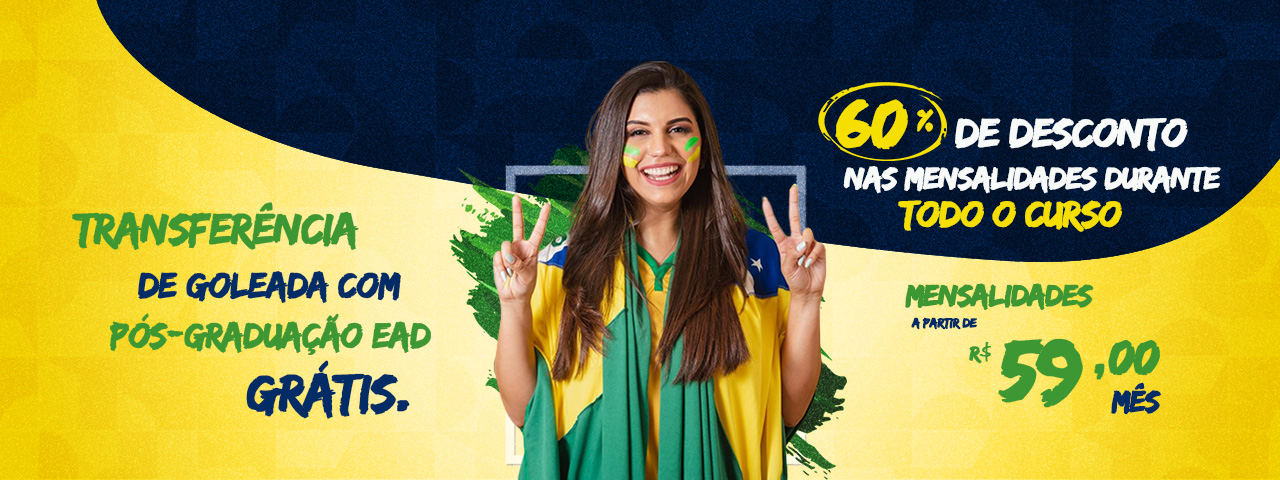 TRANSFERÊNCIA
DE GOLEADA COM
PÓS-GRADUAÇÃO EAD
GRÁTIS.
60% DE DESCONTO
NAS MENSALIDADES DURANTE
TODO O CURSO
MENSALIDADES
A PARTIR DE
R$ 59,00
MÊS